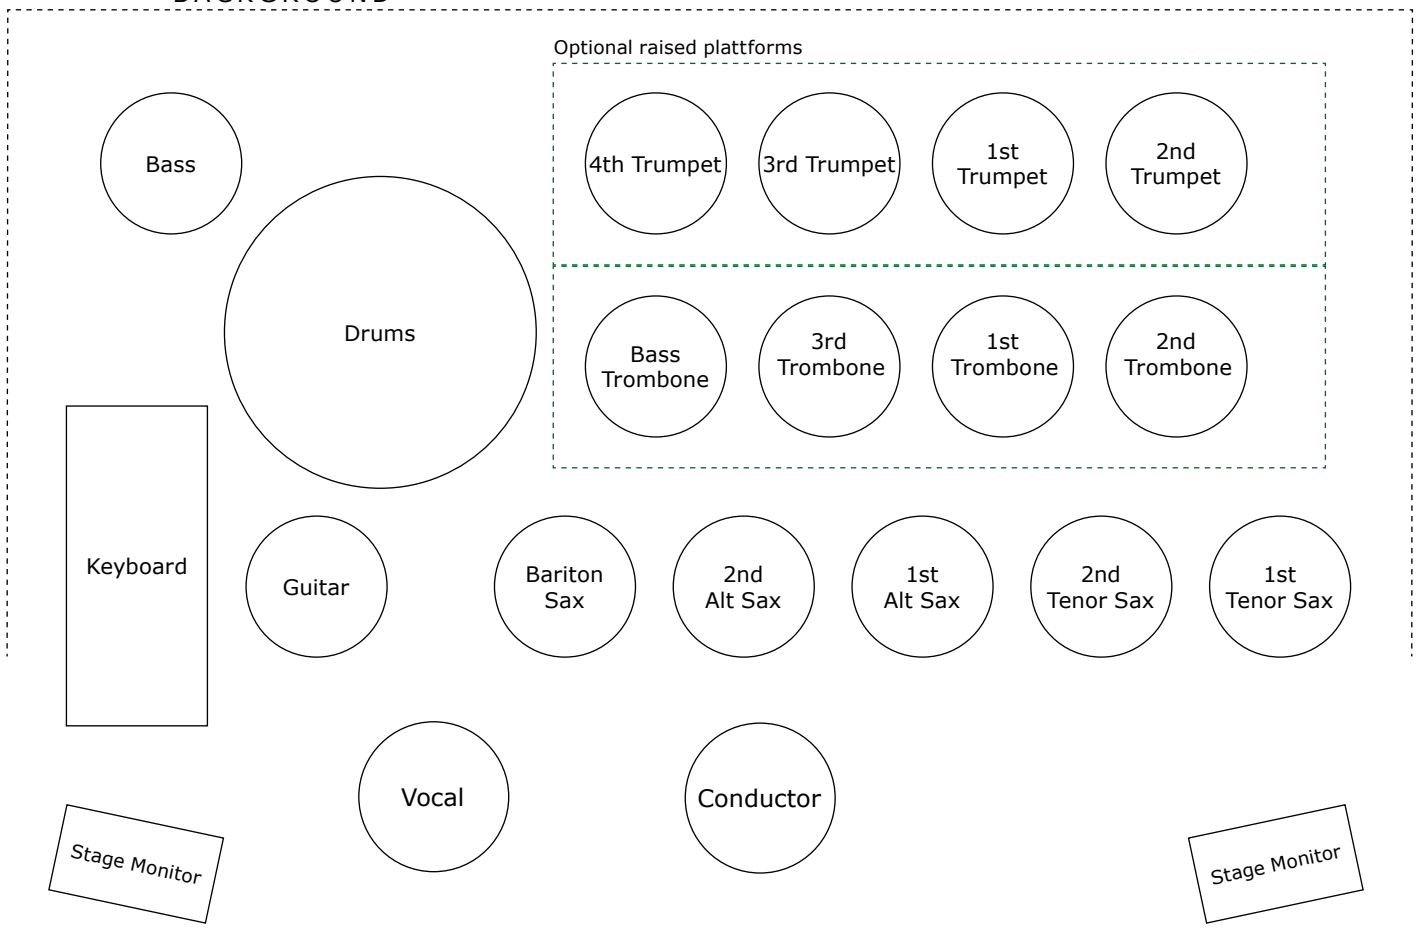 BACKGROUND
Optional raised plattforms
Bass
4th Trumpet
3rd Trumpet
1st
Trumpet
2nd
Trumpet
Drums
Bass
Trombone
3rd
Trombone
1st
Trombone
2nd
Trombone
Keyboard
Guitar
Bariton
Sax
2nd
Alt Sax
1st
Alt Sax
2nd
Tenor Sax
1st
Tenor Sax
Vocal
Conductor
Stage Monitor
Stage Monitor